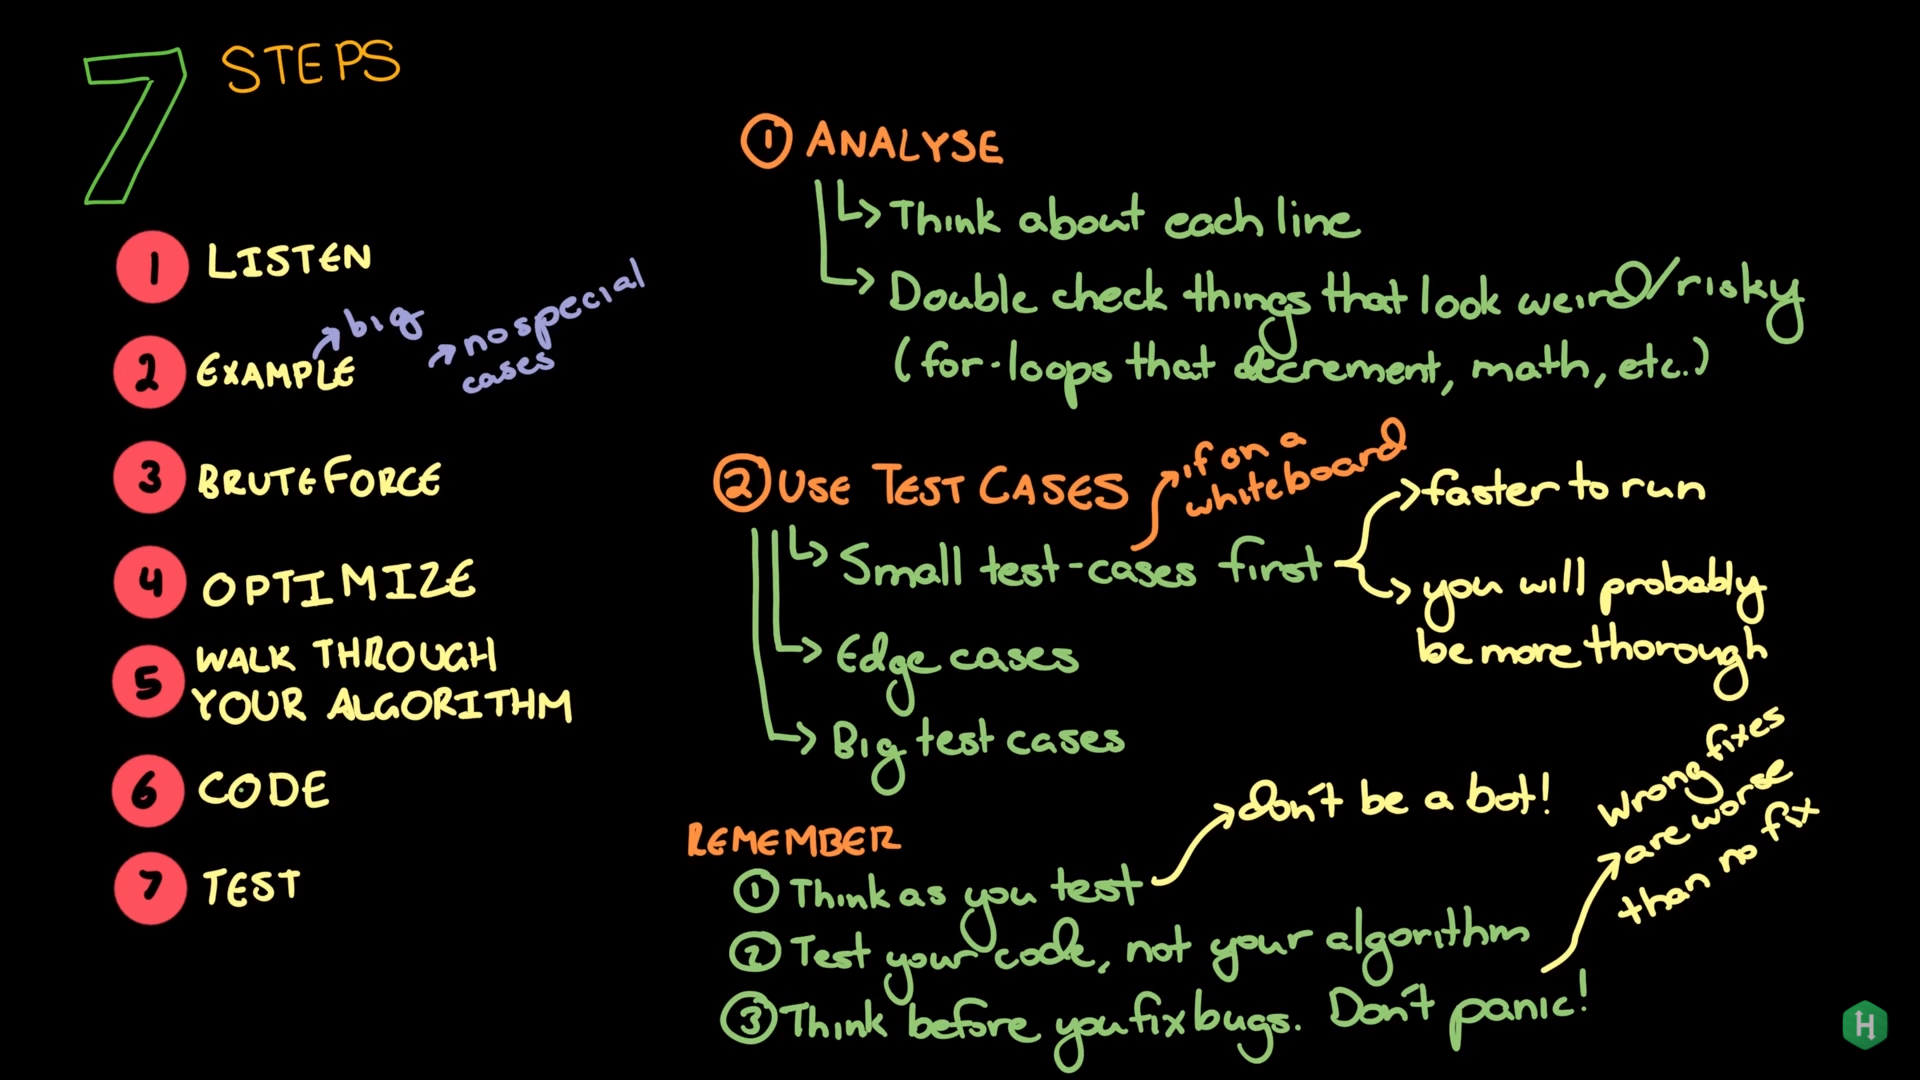 7 STEPS
1 LISTEN
2 EXAMPLE
big
no special
cases
3 BRUTE FORCE
4 OPTIMIZE
5 WALK THROUGH
YOUR ALGORITHM
6 CODE
7 TEST
1 ANALYSE
Think about each line
Double check things that look weird/risky
(for-loops that decrement, math, etc.)
2 USE TEST CASES
if on a
whiteboard
Small test-cases first
faster to run
you will probably
be more thorough
Edge cases
Big test cases
REMEMBER
1 Think as you test
don't be a bot!
2 Test your code, not your algorithm
3 Think before you fix bugs. Don't panic!
wrong fixes
are worse
than no fix
H